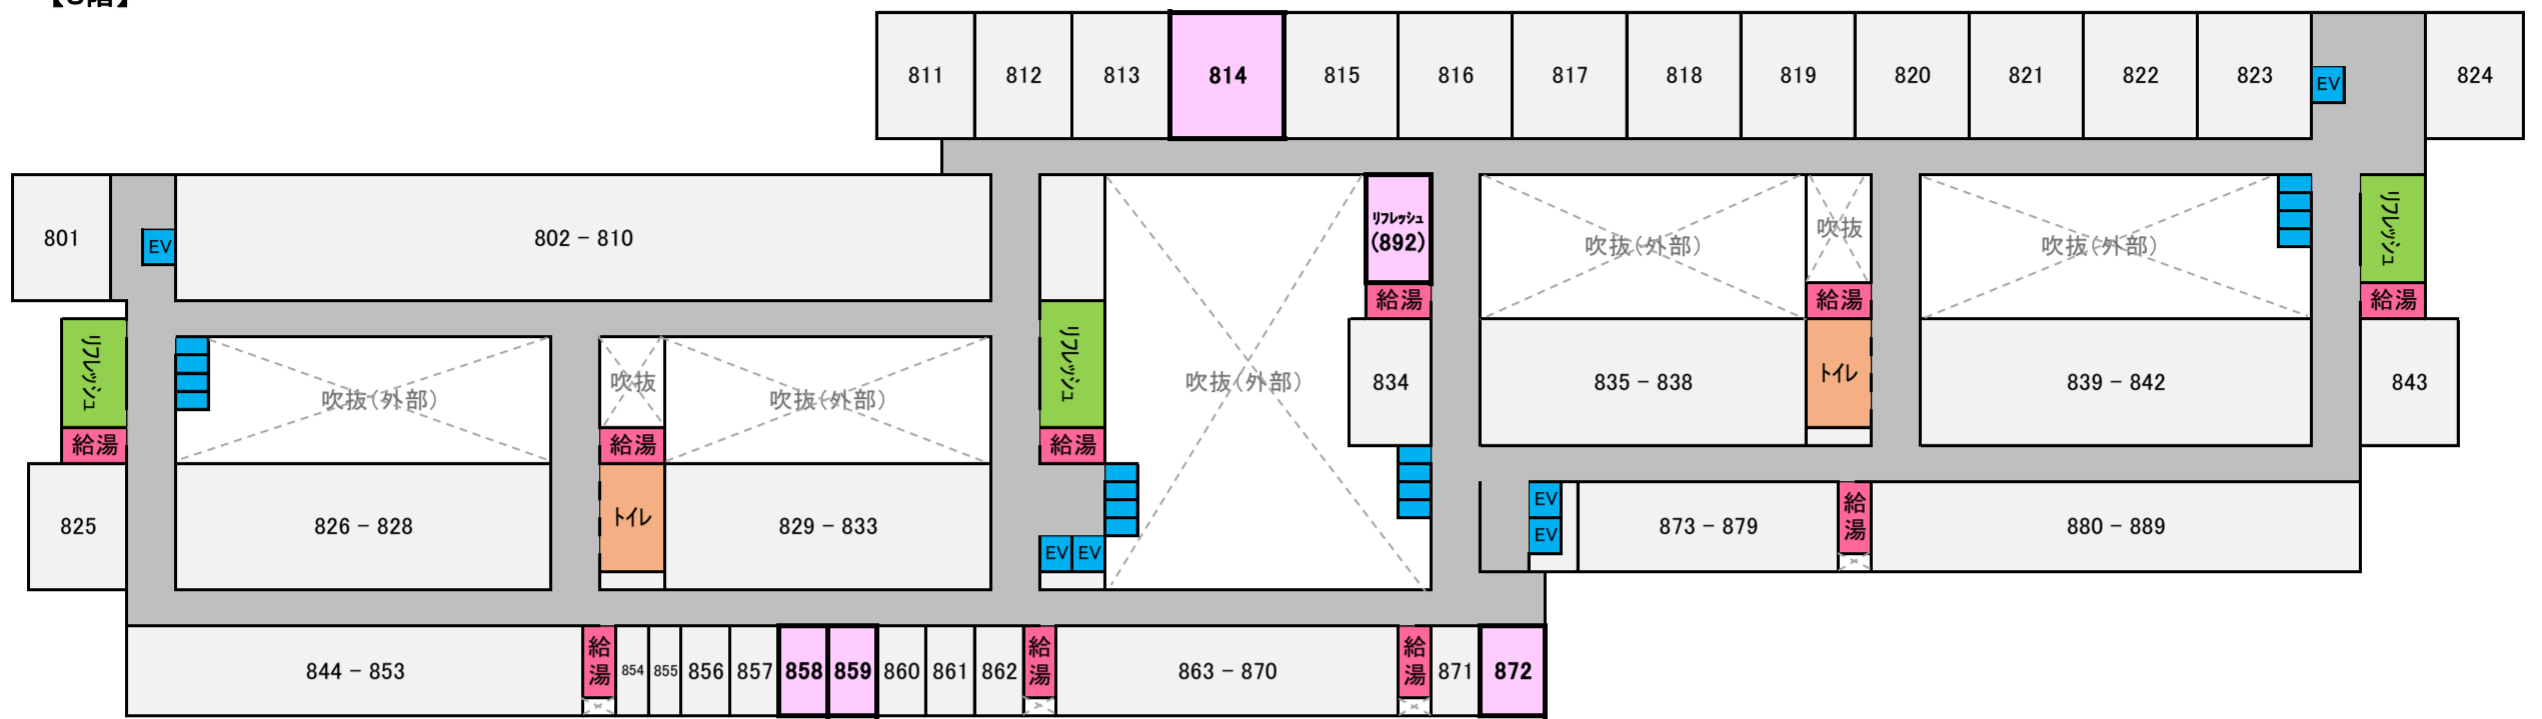 【8階】
811
812
813
814
815
816
817
818
819
820
821
822
823
EV
824
801
EV
802 − 810
リフレッシュ
(892)
給湯
吹抜(外部)
吹抜
給湯
吹抜(外部)
リフレッシュ
給湯
リフレッシュ
給湯
吹抜(外部)
吹抜
給湯
吹抜(外部)
リフレッシュ
給湯
吹抜(外部)
834
835 − 838
トイレ
839 − 842
843
825
826 − 828
トイレ
829 − 833
EV
EV
EV
EV
873 − 879
給湯
880 − 889
844 − 853
給湯
854
855
856
857
858
859
860
861
862
給湯
863 − 870
給湯
871
872